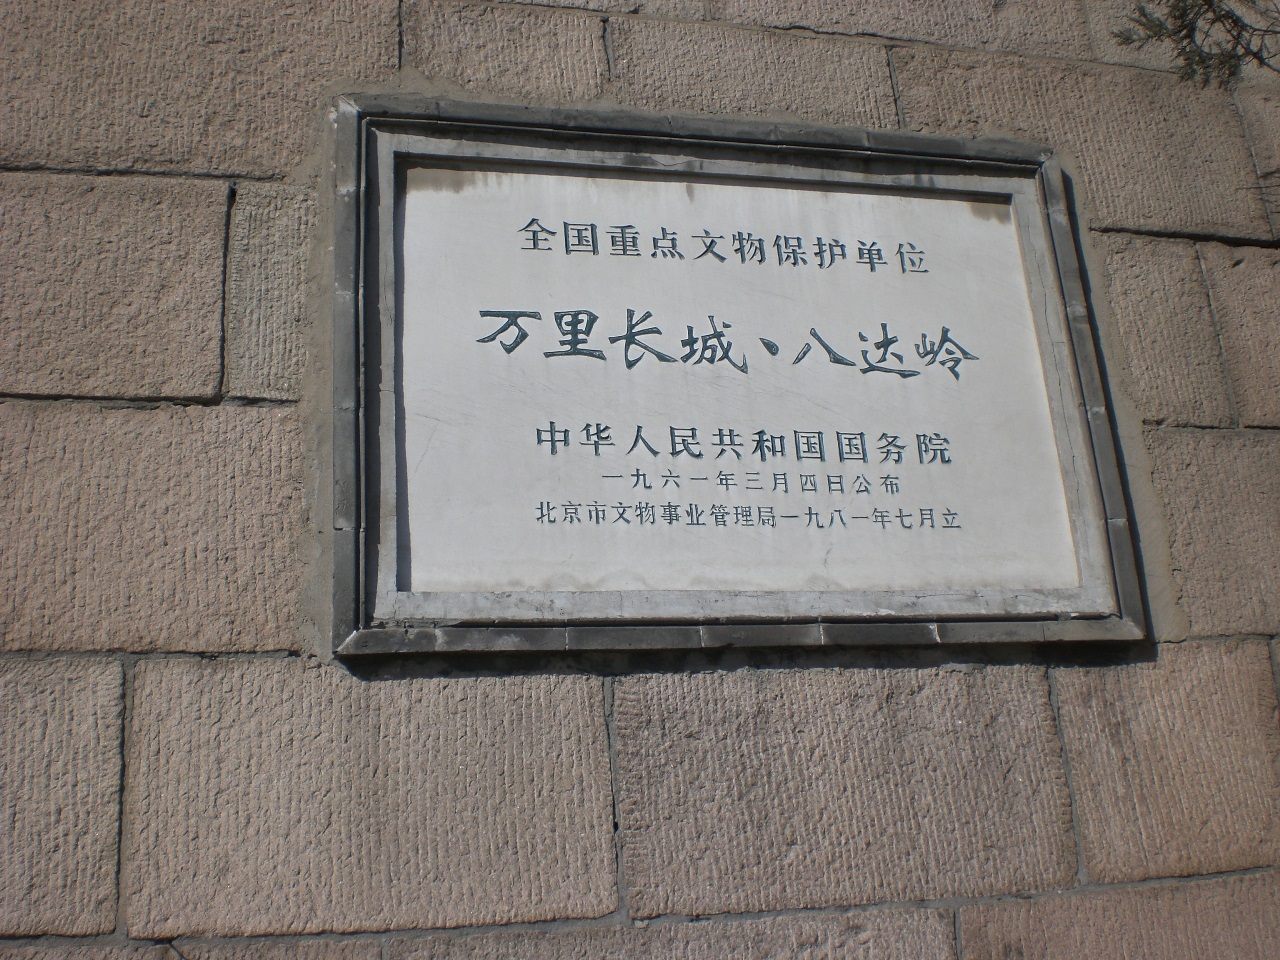 全国重点文物保护单位
万里长城·八达岭
中华人民共和国国务院
一九六一年三月四日公布
北京市文物事业管理局一九八一年七月立